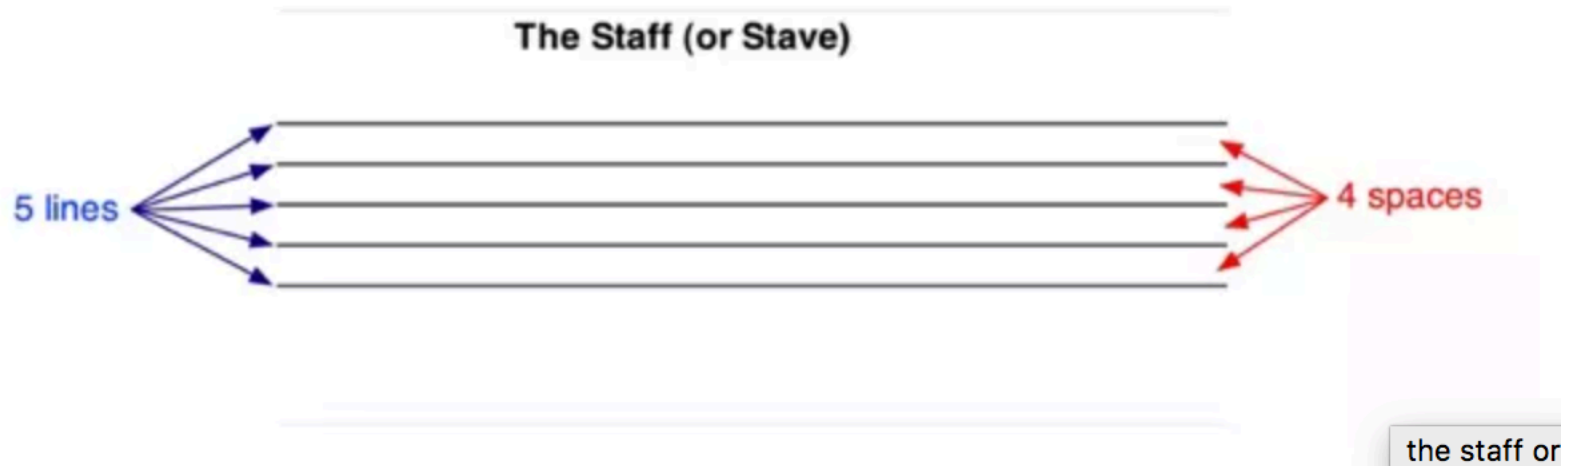 The Staff (or Stave)
5 lines
4 spaces
the staff or